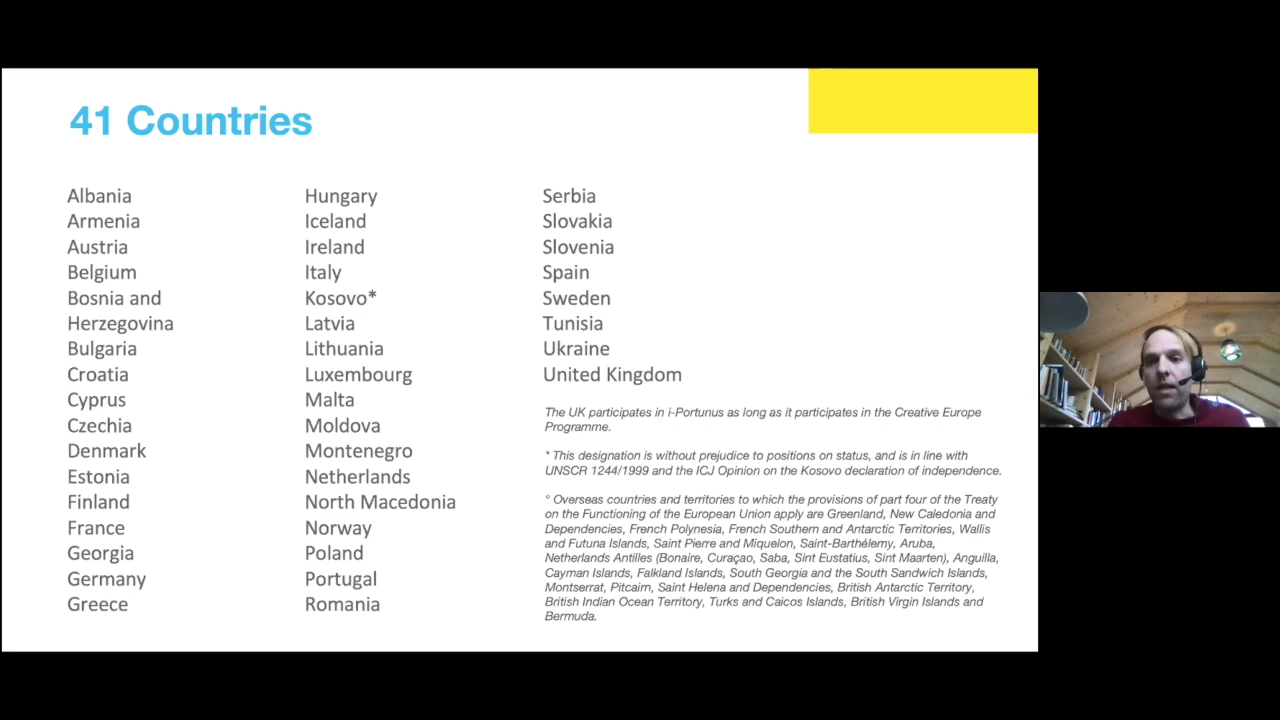 41 Countries
Albania
Armenia
Austria
Belgium
Bosnia and
Herzegovina
Bulgaria
Croatia
Cyprus
Czechia
Denmark
Estonia
Finland
France
Georgia
Germany
Greece
Hungary
Iceland
Ireland
Italy
Kosovo*
Latvia
Lithuania
Luxembourg
Malta
Moldova
Montenegro
Netherlands
North Macedonia
Norway
Poland
Portugal
Romania
Serbia
Slovakia
Slovenia
Spain
Sweden
Tunisia
Ukraine
United Kingdom
The UK participates in i-Portunus as long as it participates in the Creative Europe
Programme.
* This designation is without prejudice to positions on status, and is in line with
UNSCR 1244/1999 and the ICJ Opinion on the Kosovo declaration of independence.
° Overseas countries and territories to which the provisions of part four of the Treaty
on the Functioning of the European Union apply are Greenland, New Caledonia and
Dependencies, French Polynesia, French Southern and Antarctic Territories, Wallis
and Futuna Islands, Saint Pierre and Miquelon, Saint-Barthélemy, Aruba,
Netherlands Antilles (Bonaire, Curaçao, Saba, Sint Eustatius, Sint Maarten), Anguilla,
Cayman Islands, Falkland Islands, South Georgia and the South Sandwich Islands,
Montserrat, Pitcairn, Saint Helena and Dependencies, British Antarctic Territory,
British Indian Ocean Territory, Turks and Caicos Islands, British Virgin Islands and
Bermuda.